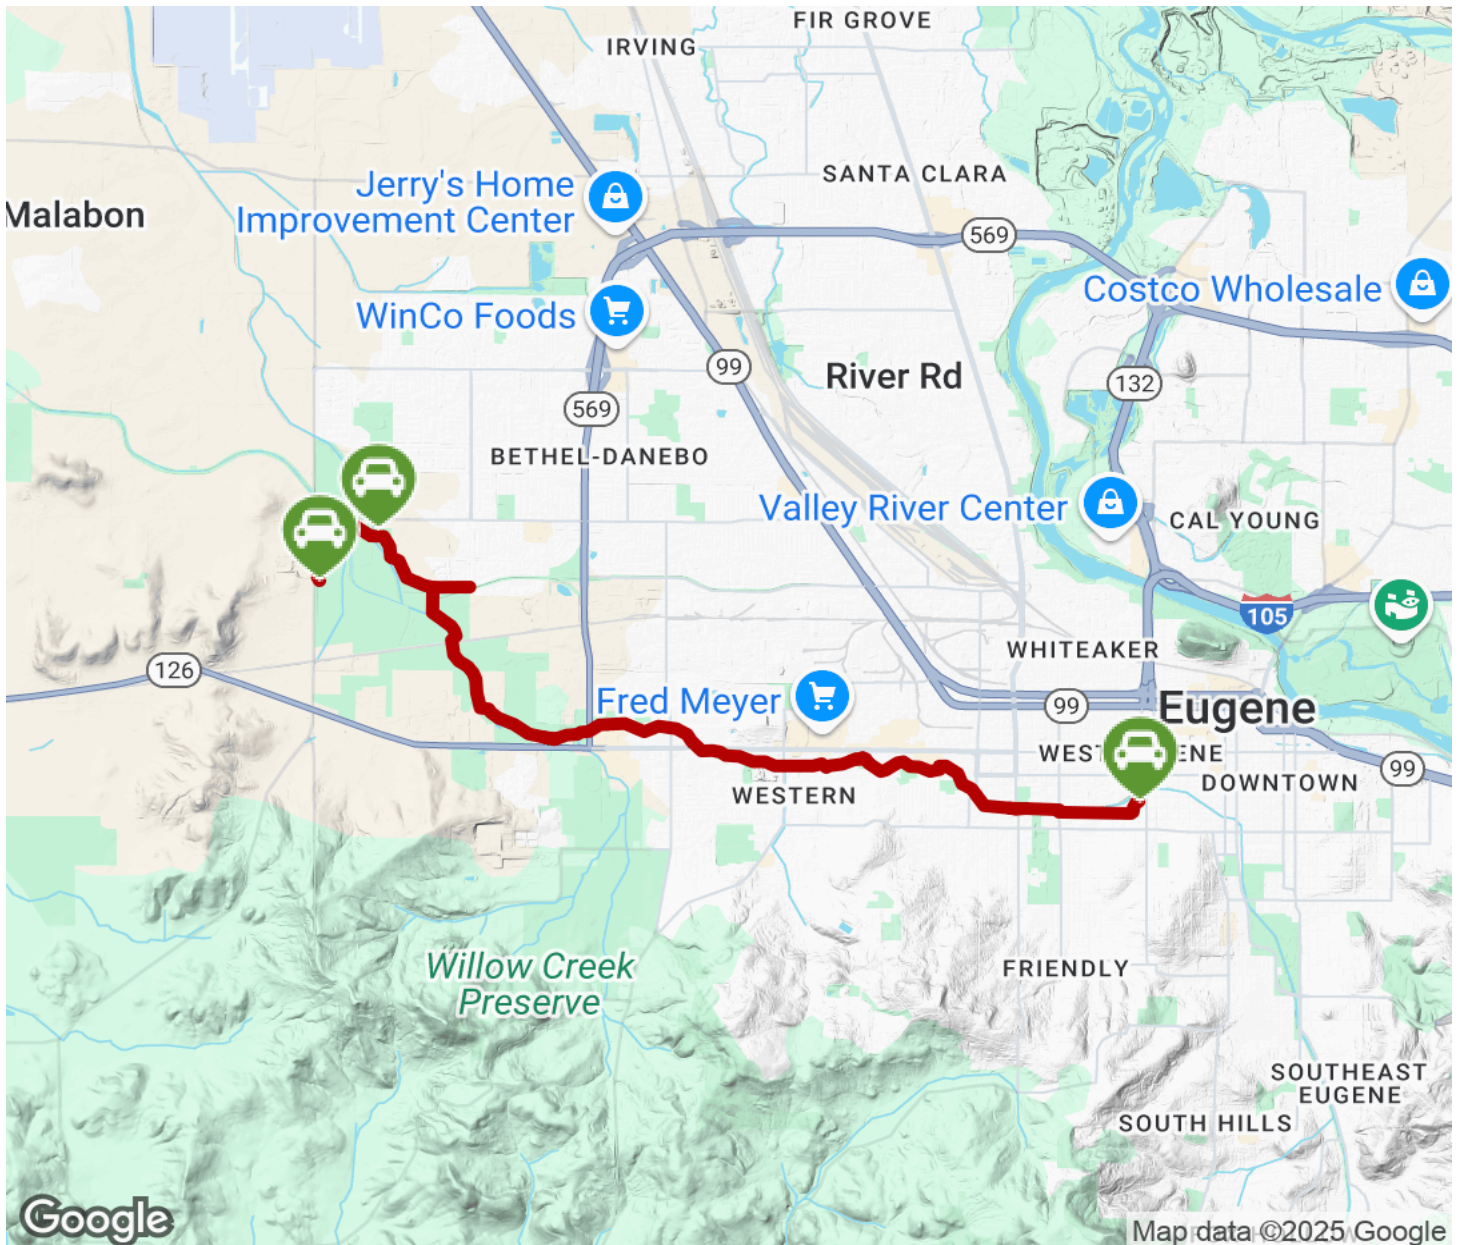 FIR GROVE
IRVING
Jerry's Home
Improvement Center
SANTA CLARA
Malabon
569
Costco Wholesale
WinCo Foods
99
River Rd
132
569
BETHEL-DANEBO
Valley River Center
CAL YOUNG
105
WHITEAKER
126
Fred Meyer
99
Eugene
WEST
ENE
DOWNTOWN
99
WESTERN
Willow Creek
Preserve
FRIENDLY
SOUTHEAST
EUGENE
SOUTH HILLS
Google
Map data ©2025 Google